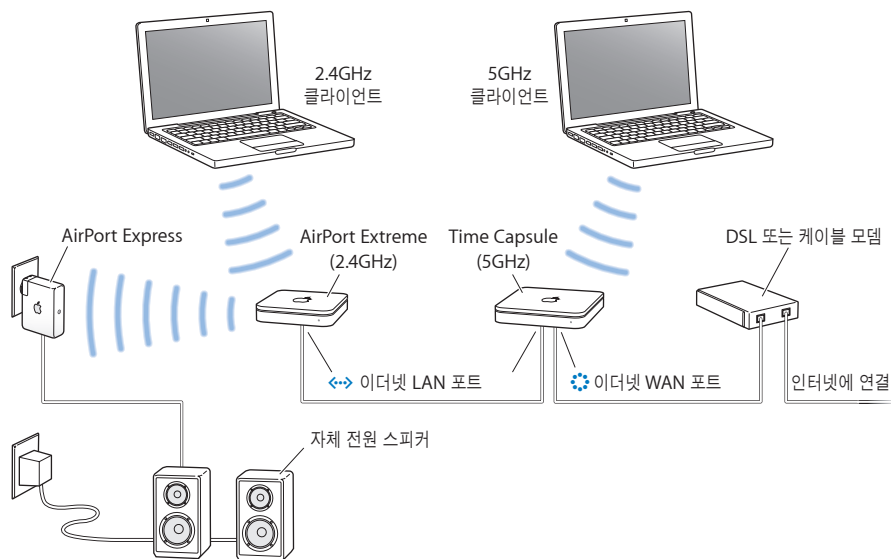 2.4GHz
클라이언트
5GHz
클라이언트
AirPort Express
AirPort Extreme
(2.4GHz)
Time Capsule
(5GHz)
DSL 또는 케이블 모뎀
이더넷 LAN 포트
이더넷 WAN 포트
인터넷에 연결
자체 전원 스피커